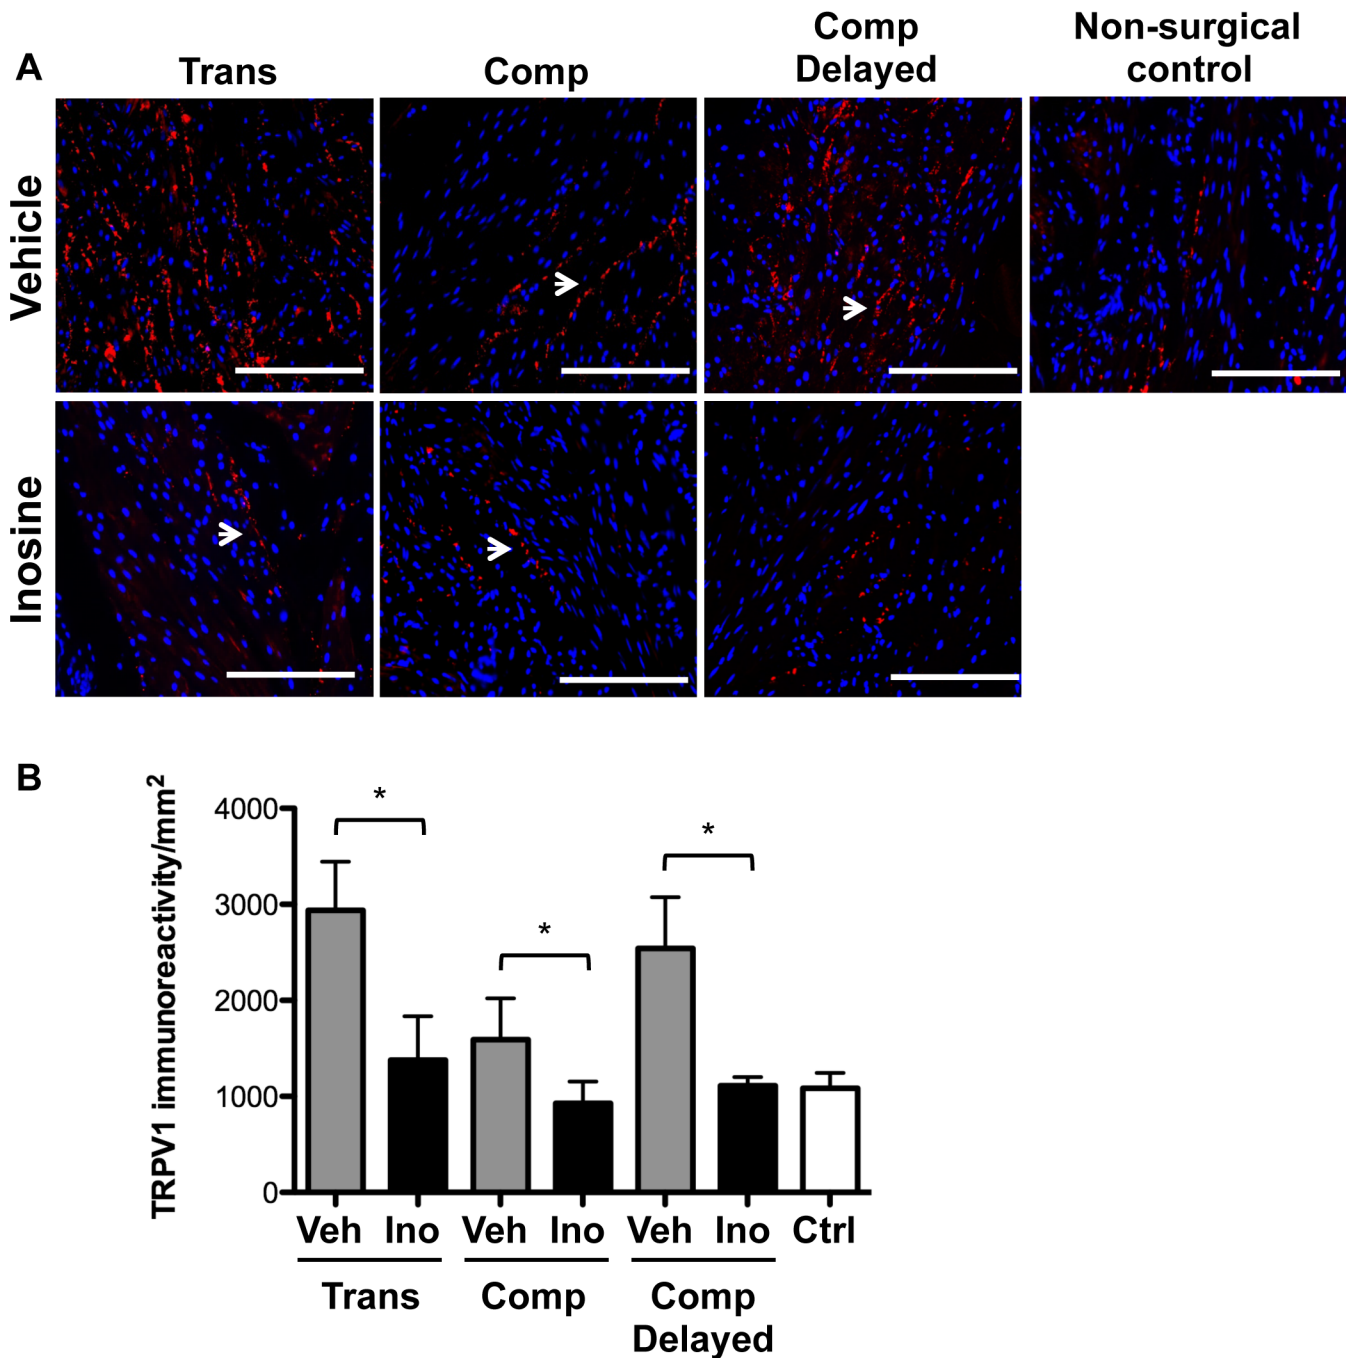 A
Trans
Comp
Comp
Delayed
Non-surgical
control
Vehicle
Inosine
B
TRPV1 immunoreactivity/mm²
4000
3000
2000
1000
0
*
*
*
Veh Ino Veh Ino Veh Ino Ctrl
Trans
Comp
Comp
Delayed